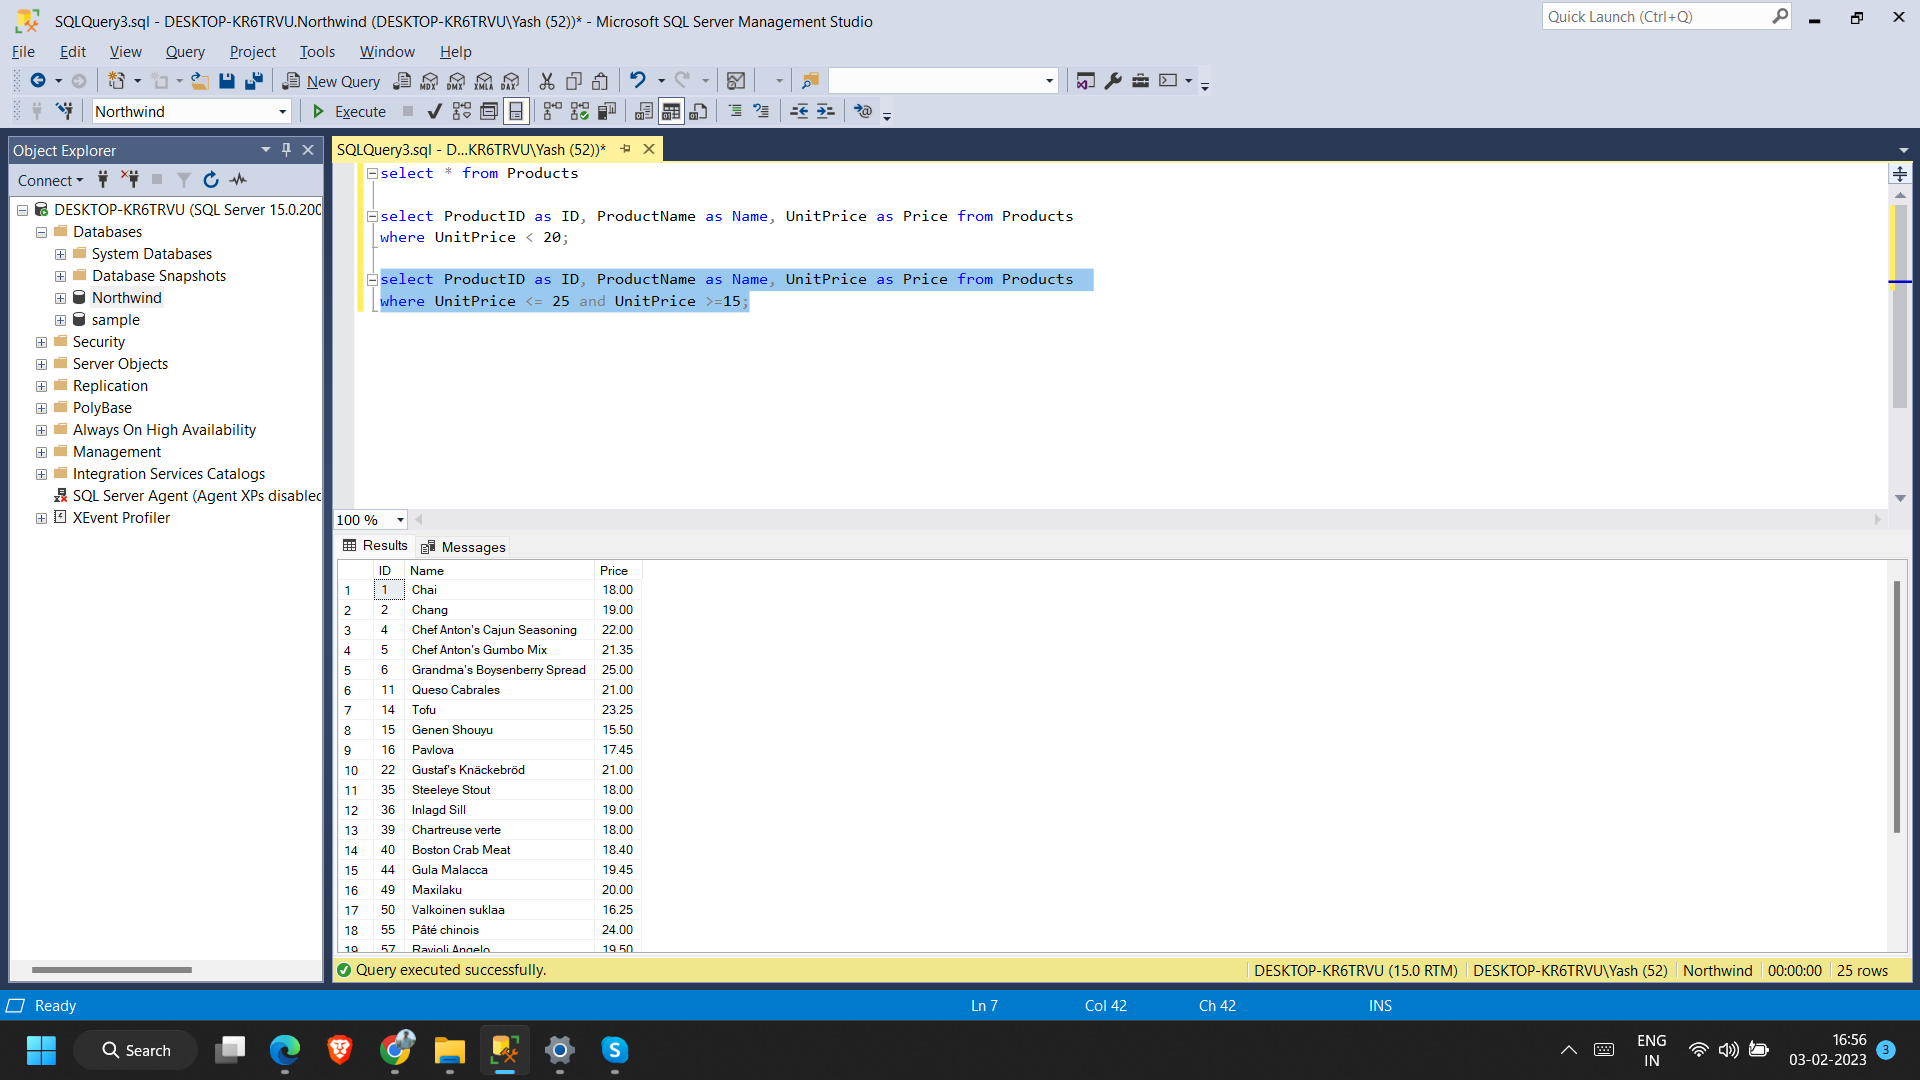 SQLQuery3.sql - DESKTOP-KR6TRVU.Northwind (DESKTOP-KR6TRVU\Yash (52))* - Microsoft SQL Server Management Studio
Quick Launch (Ctrl+Q)
File Edit View Query Project Tools Window Help
New Query MDX DMX XMLA DAX
Northwind Execute
Object Explorer
Connect
DESKTOP-KR6TRVU (SQL Server 15.0.200
Databases
System Databases
Database Snapshots
Northwind
sample
Security
Server Objects
Replication
PolyBase
Always On High Availability
Management
Integration Services Catalogs
SQL Server Agent (Agent XPs disabled
XEvent Profiler
SQLQuery3.sql - D...KR6TRVU\Yash (52))*
select * from Products
select ProductID as ID, ProductName as Name, UnitPrice as Price from Products
where UnitPrice < 20;
select ProductID as ID, ProductName as Name, UnitPrice as Price from Products
where UnitPrice <= 25 and UnitPrice >=15;
100 %
Results Messages
ID Name Price
1 1 Chai 18.00
2 2 Chang 19.00
3 4 Chef Anton's Cajun Seasoning 22.00
4 5 Chef Anton's Gumbo Mix 21.35
5 6 Grandma's Boysenberry Spread 25.00
6 11 Queso Cabrales 21.00
7 14 Tofu 23.25
8 15 Genen Shouyu 15.50
9 16 Pavlova 17.45
10 22 Gustaf's Knäckebröd 21.00
11 35 Steeleye Stout 18.00
12 36 Inlagd Sill 19.00
13 39 Chartreuse verte 18.00
14 40 Boston Crab Meat 18.40
15 44 Gula Malacca 19.45
16 49 Maxilaku 20.00
17 50 Valkoinen suklaa 16.25
18 55 Pâté chinois 24.00
19 57 Ravioli Angelo 19.50
Query executed successfully.
DESKTOP-KR6TRVU (15.0 RTM) DESKTOP-KR6TRVU\Yash (52) Northwind 00:00:00 25 rows
Ready Ln 7 Col 42 Ch 42 INS
Search
ENG
IN
16:56
03-02-2023
3